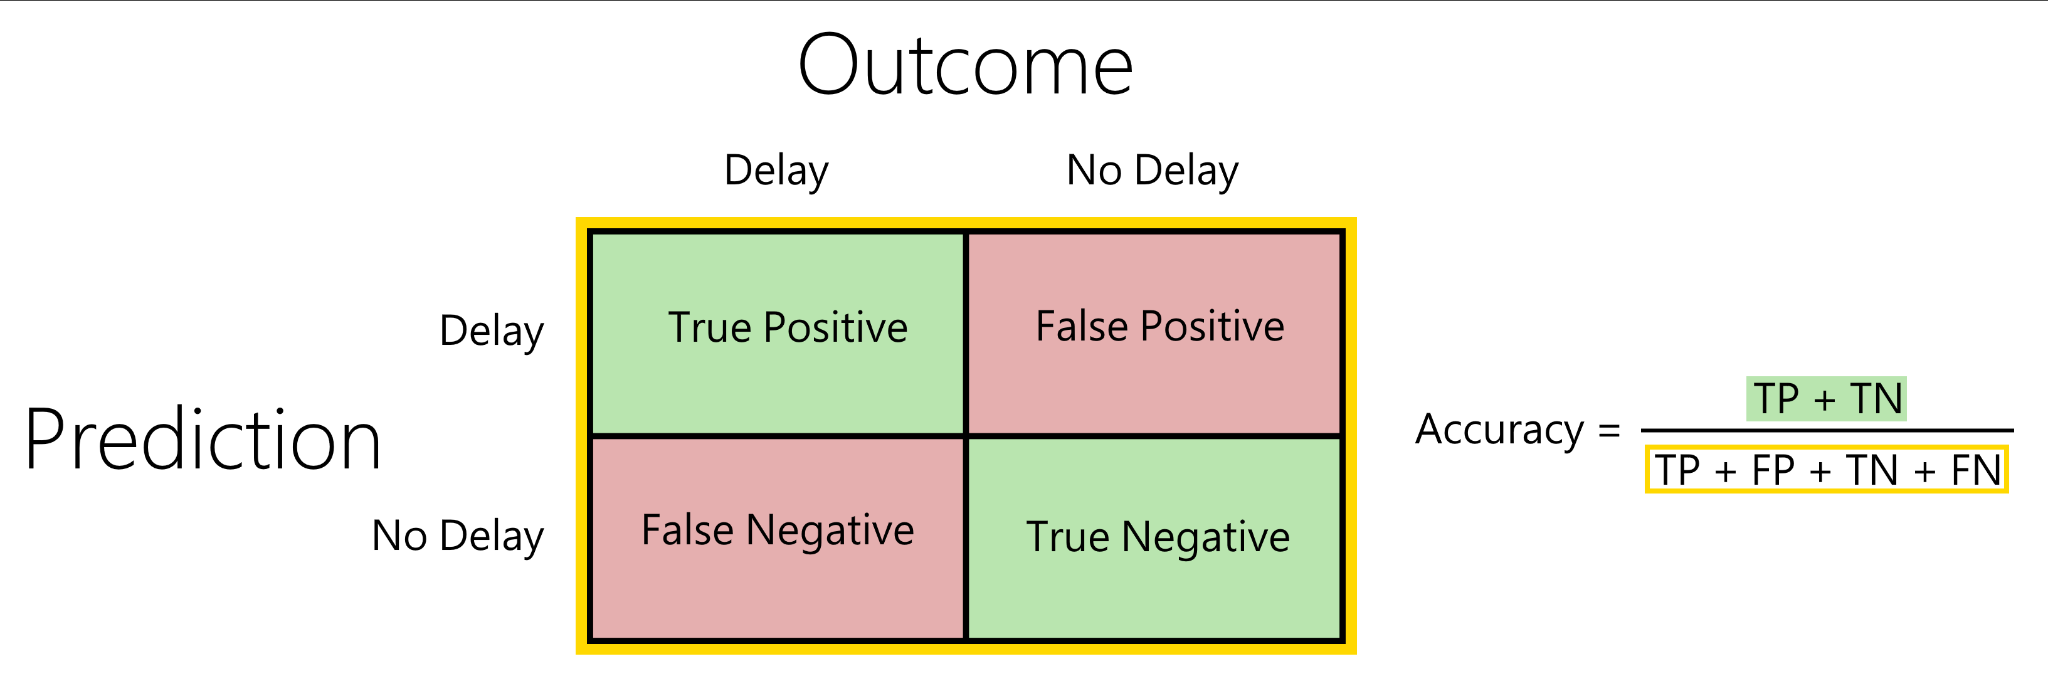 Outcome
Delay
No Delay
Delay
True Positive
False Positive
Prediction
Accuracy =
TP + TN
TP + FP + TN + FN
No Delay
False Negative
True Negative